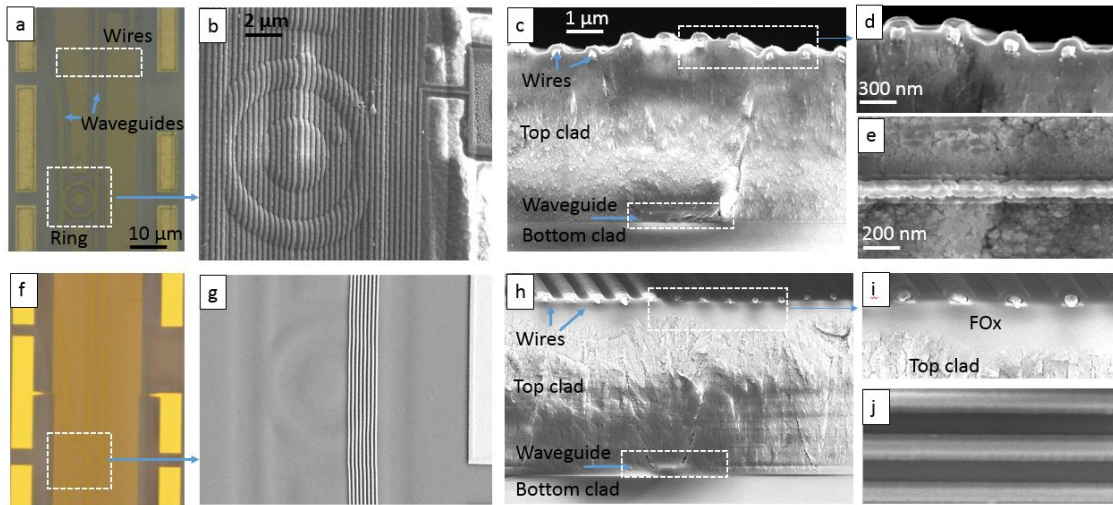 a
Wires
Waveguides
Ring
10 µm
b
2 µm
c
1 µm
Wires
Top clad
Waveguide
Bottom clad
d
300 nm
e
200 nm
f
g
h
Wires
Top clad
Waveguide
Bottom clad
i
FOx
Top clad
j